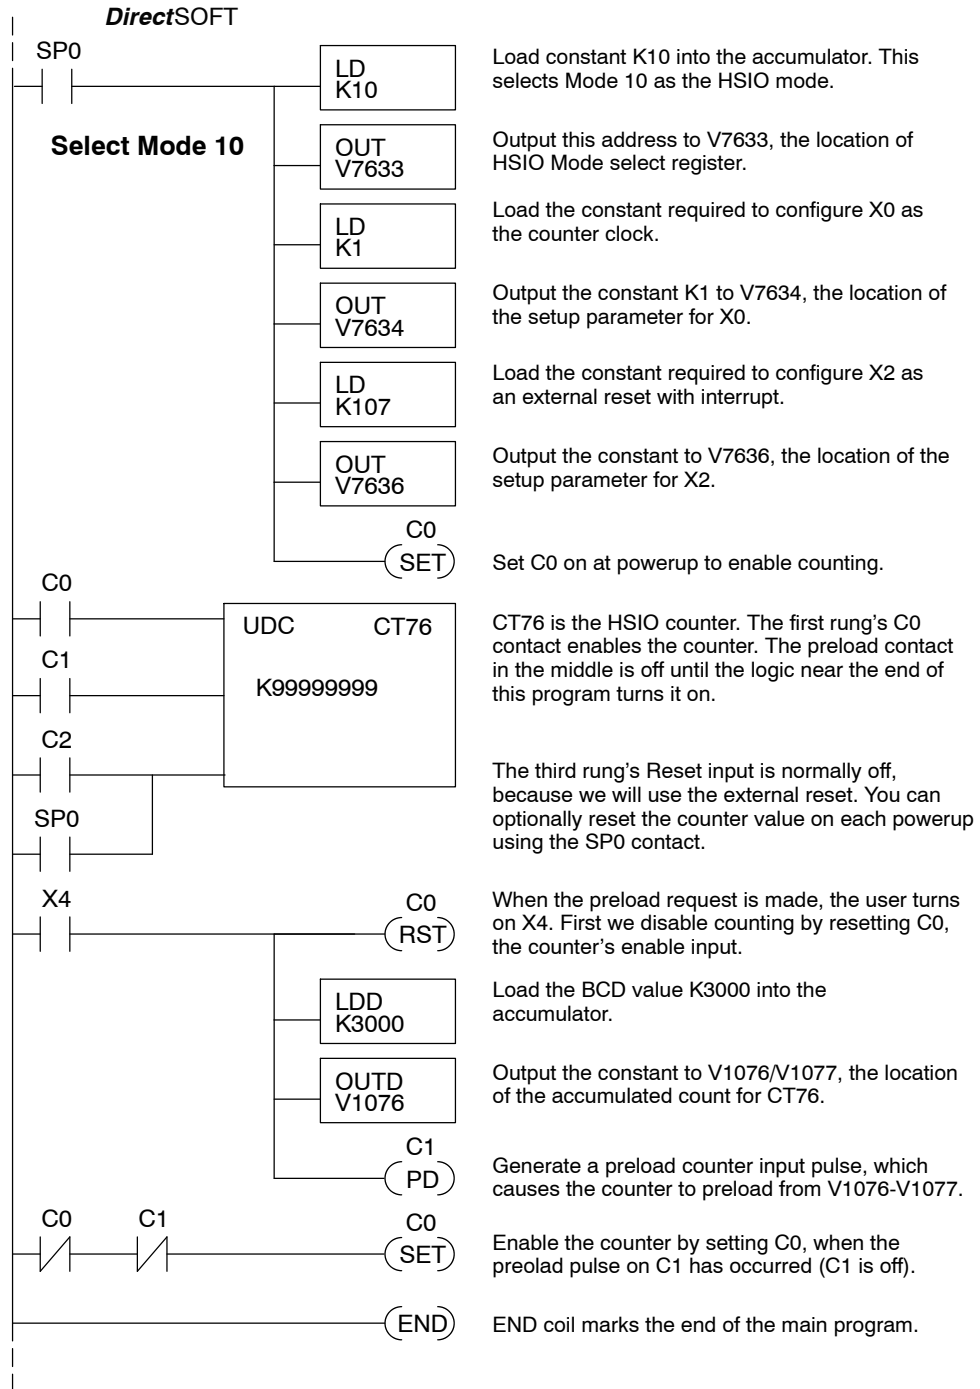 DirectSOFT
SP0
LD
K10
Load constant K10 into the accumulator. This
selects Mode 10 as the HSIO mode.
Select Mode 10
OUT
V7633
Output this address to V7633, the location of
HSIO Mode select register.
LD
K1
Load the constant required to configure X0 as
the counter clock.
OUT
V7634
Output the constant K1 to V7634, the location of
the setup parameter for X0.
LD
K107
Load the constant required to configure X2 as
an external reset with interrupt.
OUT
V7636
Output the constant to V7636, the location of the
setup parameter for X2.
C0
SET
Set C0 on at powerup to enable counting.
C0
UDC CT76
K99999999
C1
CT76 is the HSIO counter. The first rung's C0
contact enables the counter. The preload contact
in the middle is off until the logic near the end of
this program turns it on.
C2
SP0
The third rung's Reset input is normally off,
because we will use the external reset. You can
optionally reset the counter value on each powerup
using the SP0 contact.
X4
C0
RST
When the preload request is made, the user turns
on X4. First we disable counting by resetting C0,
the counter's enable input.
LDD
K3000
Load the BCD value K3000 into the
accumulator.
OUTD
V1076
Output the constant to V1076/V1077, the location
of the accumulated count for CT76.
C1
PD
Generate a preload counter input pulse, which
causes the counter to preload from V1076-V1077.
C0 C1 C0
SET
Enable the counter by setting C0, when the
preolad pulse on C1 has occurred (C1 is off).
END
END coil marks the end of the main program.